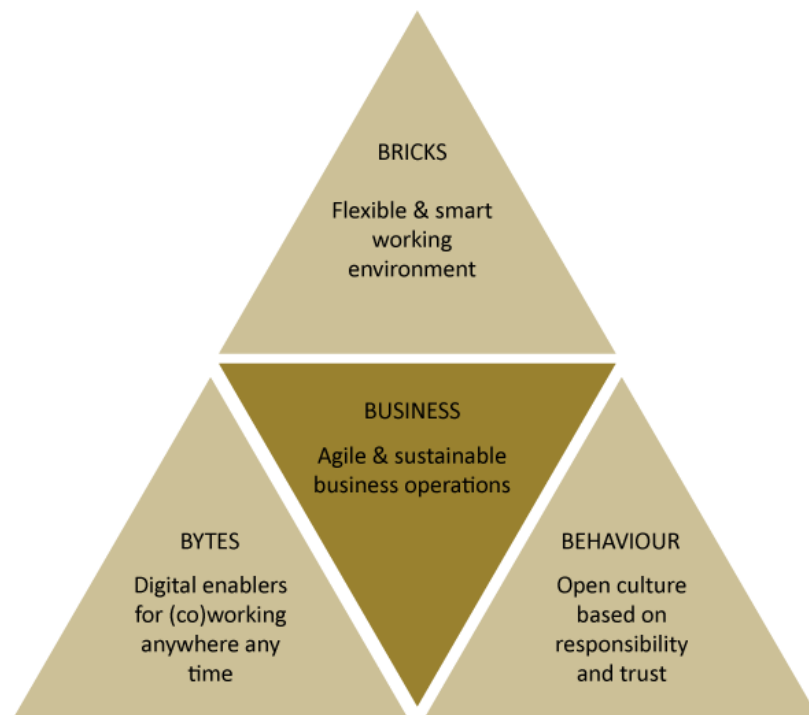 BRICKS
Flexible & smart
working
environment
BUSINESS
Agile & sustainable
business operations
BYTES
Digital enablers
for (co)working
anywhere any
time
BEHAVIOUR
Open culture
based on
responsibility
and trust